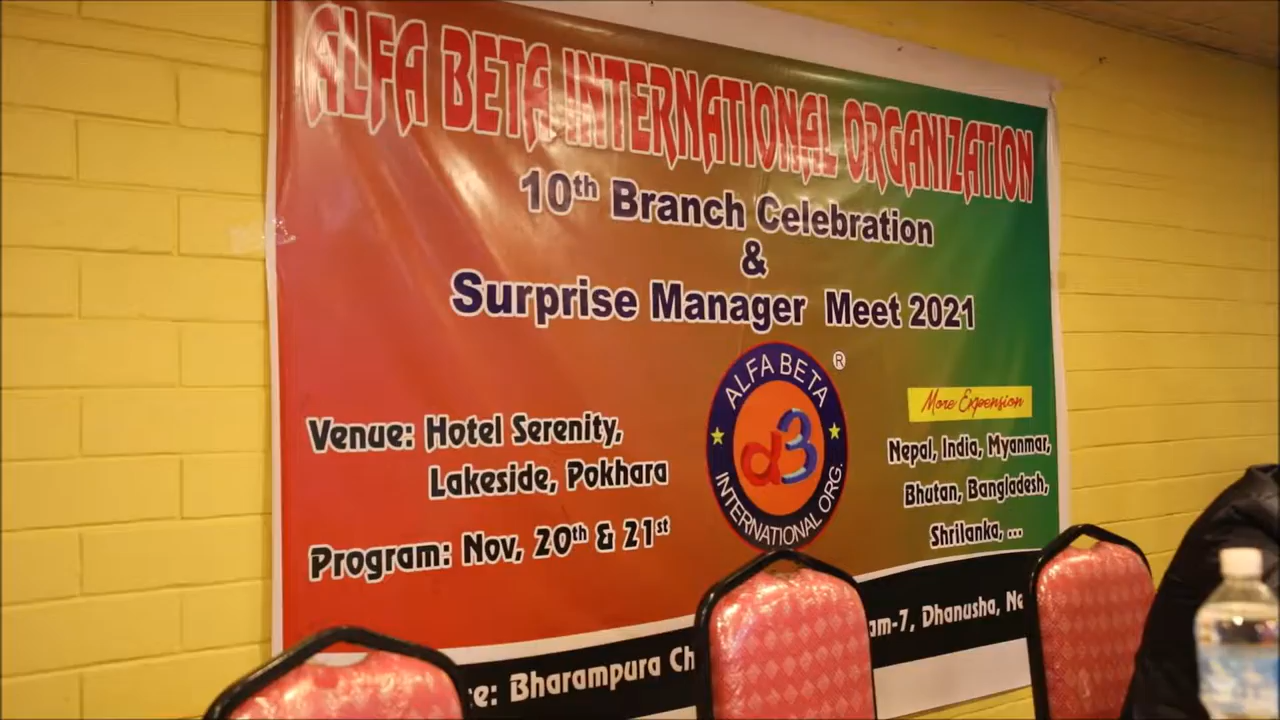 ALFA BETA INTERNATIONAL ORGANIZATION
10th Branch Celebration
&
Surprise Manager Meet 2021
Venue: Hotel Serenity,
Lakeside, Pokhara
Program: Nov, 20th & 21st
ALFA BETA
d3
INTERNATIONAL ORG.
®
More Expension
Nepal, India, Myanmar,
Bhutan, Bangladesh,
Shrilanka, ...
e: Bharampura Ch am-7, Dhanusha, Ne